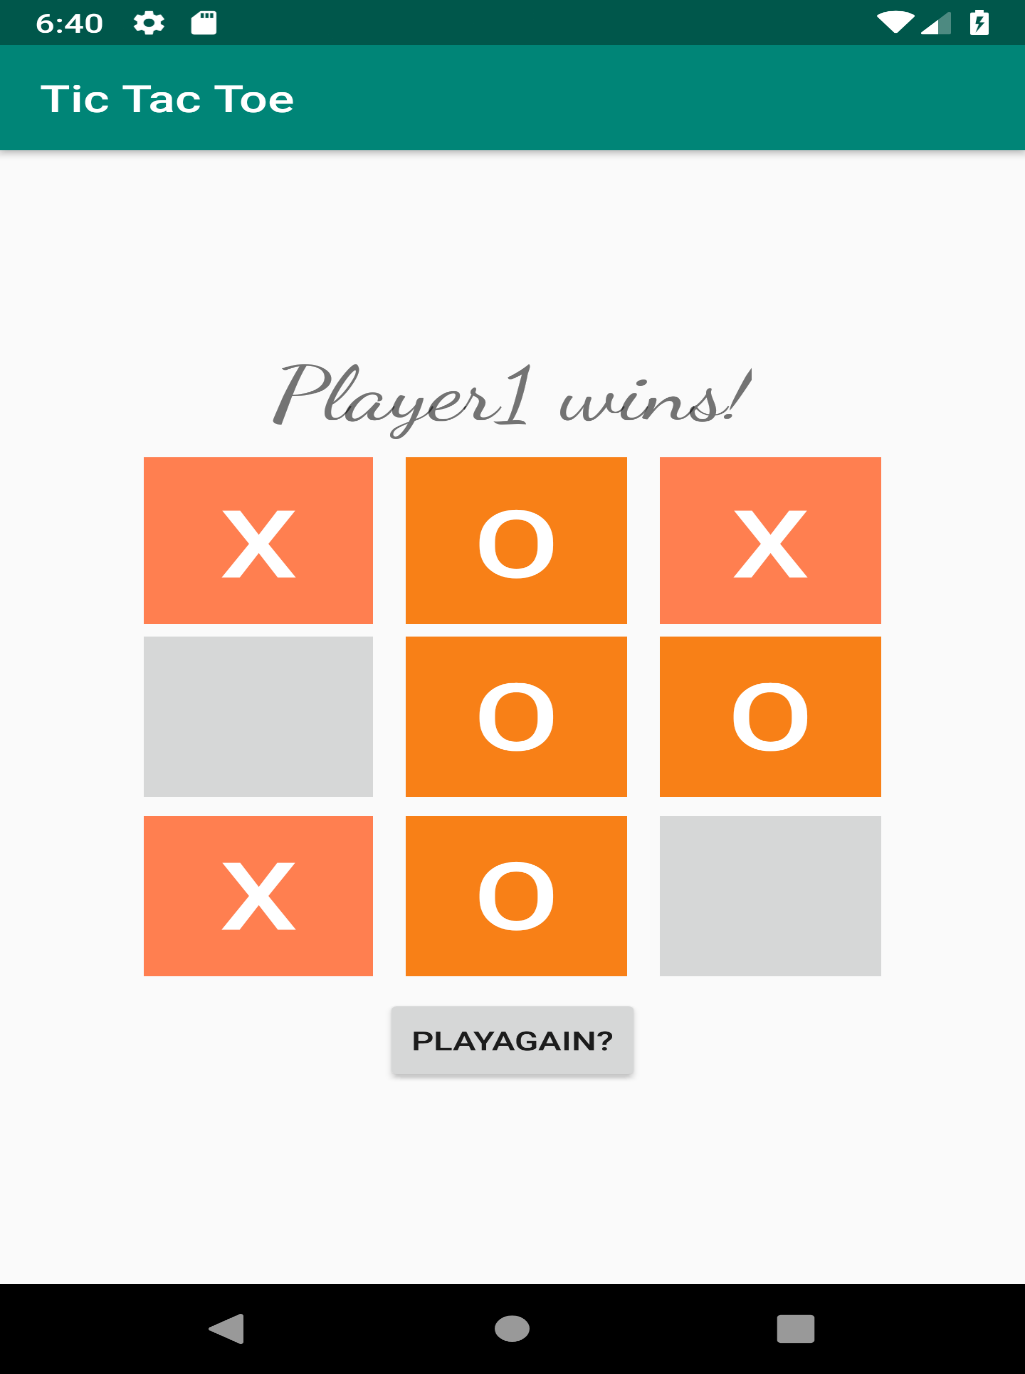 6:40
Tic Tac Toe
Player1 wins!
X O X
O O
X O
PLAYAGAIN?